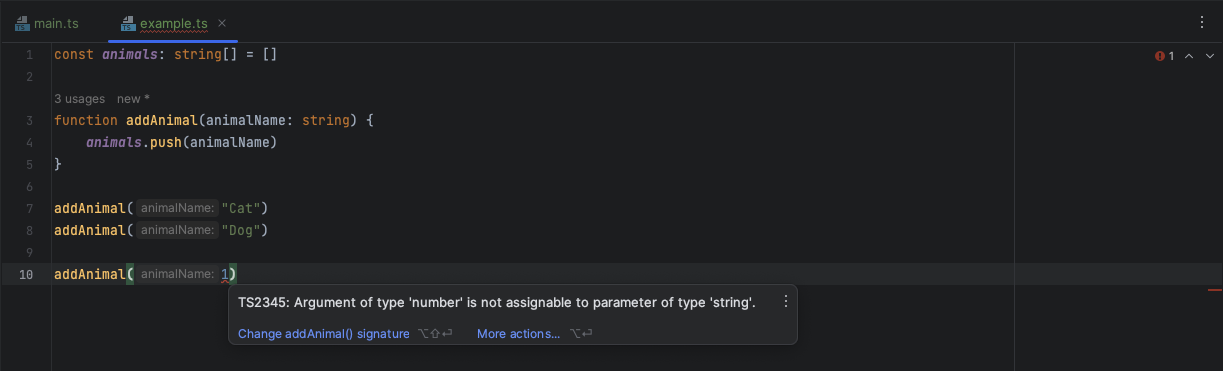 main.ts example.ts
1 const animals: string[] = [] 1
2
3 usages new *
3 function addAnimal(animalName: string) {
4 animals.push(animalName)
5 }
6
7 addAnimal( animalName: "Cat")
8 addAnimal( animalName: "Dog")
9
10 addAnimal( animalName: 1)
TS2345: Argument of type 'number' is not assignable to parameter of type 'string'.
Change addAnimal() signature ⌥⇧⏎ More actions... ⌥⏎